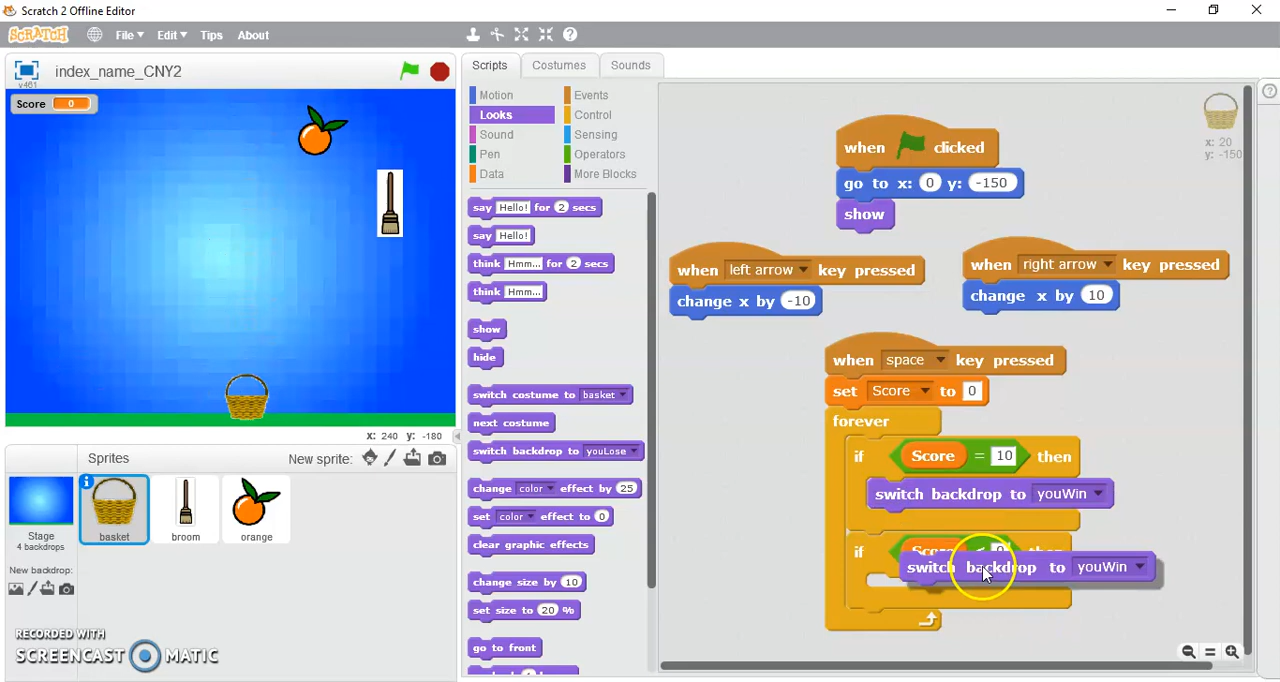 Scratch 2 Offline Editor
SCRATCH File Edit Tips About
v461 index_name_CNY2
Score 0
x: 240 y: -180
Sprites New sprite:
Stage
4 backdrops
New backdrop:
basket
broom
orange
RECORDED WITH
SCREENCAST MATIC
Scripts Costumes Sounds
Motion Events
Looks Control
Sound Sensing
Pen Operators
Data More Blocks
say Hello! for 2 secs
say Hello!
think Hmm... for 2 secs
think Hmm...
show
hide
switch costume to basket
next costume
switch backdrop to youLose
change color effect by 25
set color effect to 0
clear graphic effects
change size by 10
set size to 20 %
go to front
x: 20
y: -150
when clicked
go to x: 0 y: -150
show
when left arrow key pressed
change x by -10
when right arrow key pressed
change x by 10
when space key pressed
set Score to 0
forever
if Score = 10 then
switch backdrop to youWin
if Score < 0 then
switch backdrop to youWin